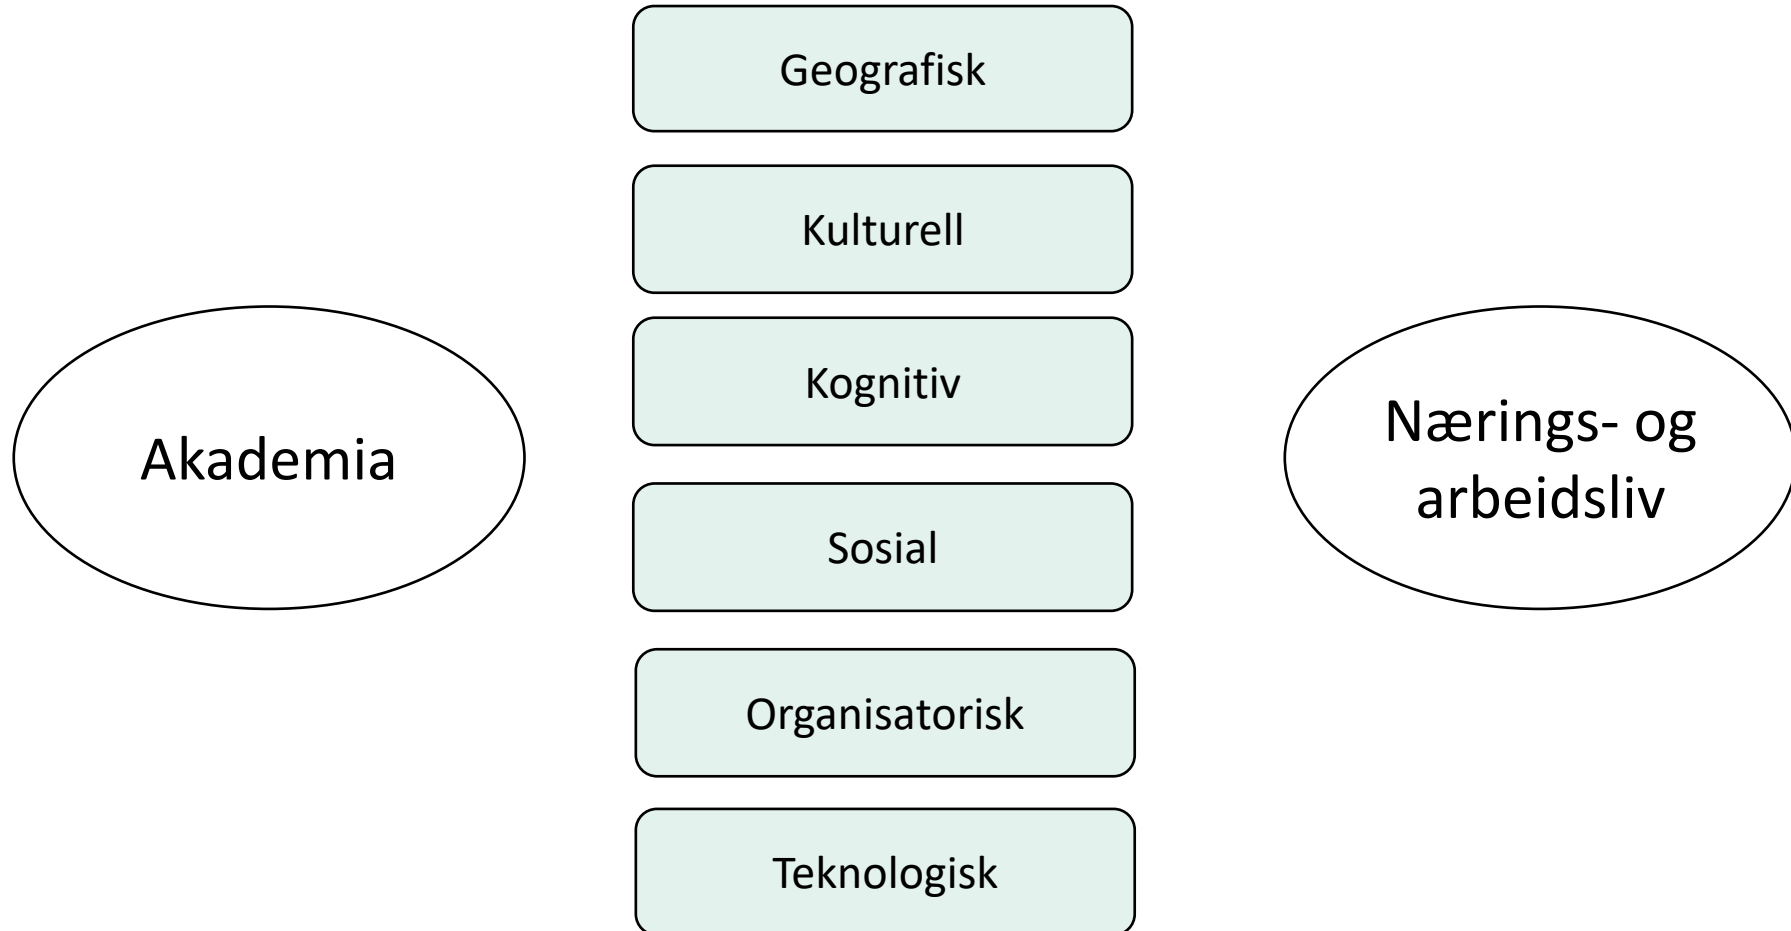 Geografisk
Kulturell
Kognitiv
Akademia
Nærings- og
arbeidsliv
Sosial
Organisatorisk
Teknologisk